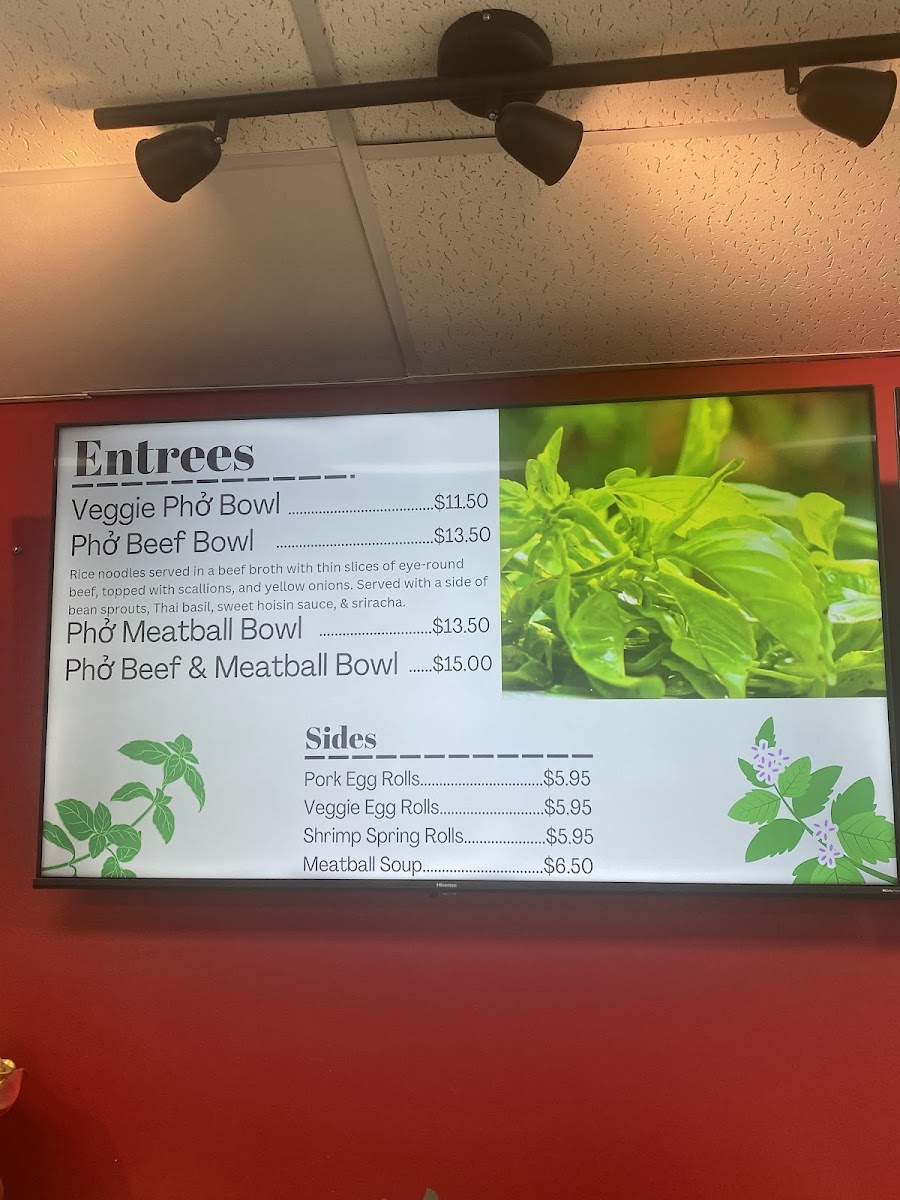 Entrees
Veggie Phở Bowl ....................................$11.50
Phở Beef Bowl .......................................$13.50
Rice noodles served in a beef broth with thin slices of eye-round
beef, topped with scallions, and yellow onions. Served with a side of
bean sprouts, Thai basil, sweet hoisin sauce, & sriracha.
Phở Meatball Bowl ............................$13.50
Phở Beef & Meatball Bowl ......$15.00
Sides
Pork Egg Rolls..............................$5.95
Veggie Egg Rolls.........................$5.95
Shrimp Spring Rolls....................$5.95
Meatball Soup.............................$6.50
Hisense